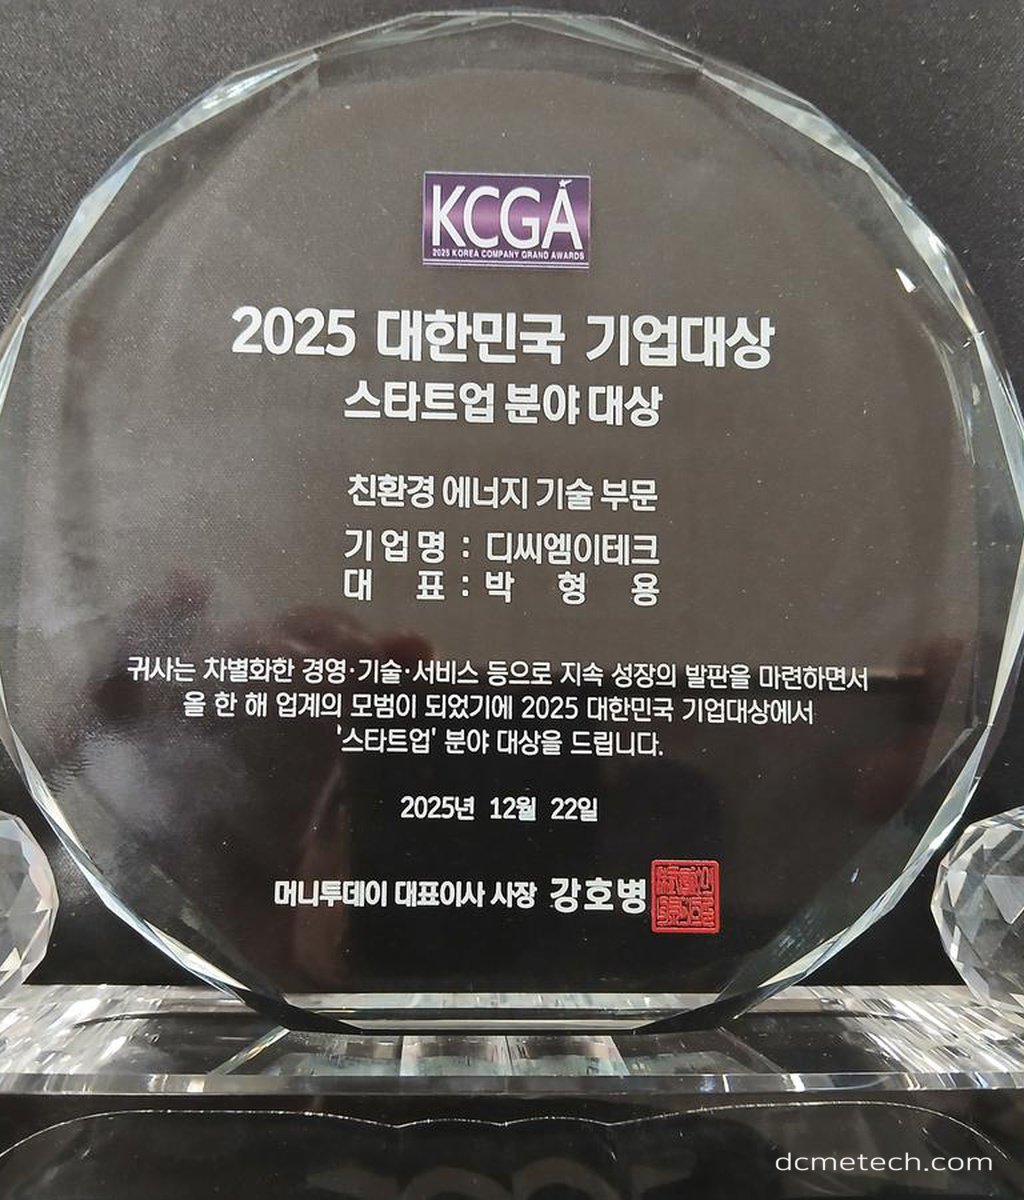 KCGA
2025 KOREA COMPANY GRAND AWARDS
2025 대한민국 기업대상
스타트업 분야 대상
친환경 에너지 기술 부문
기업명 : 디씨엠이테크
대 표 : 박 형 용
귀사는 차별화한 경영·기술·서비스 등으로 지속 성장의 발판을 마련하면서
올 한 해 업계의 모범이 되었기에 2025 대한민국 기업대상에서
'스타트업' 분야 대상을 드립니다.
2025년 12월 22일
머니투데이 대표이사 사장 강호병
dcmetech.com